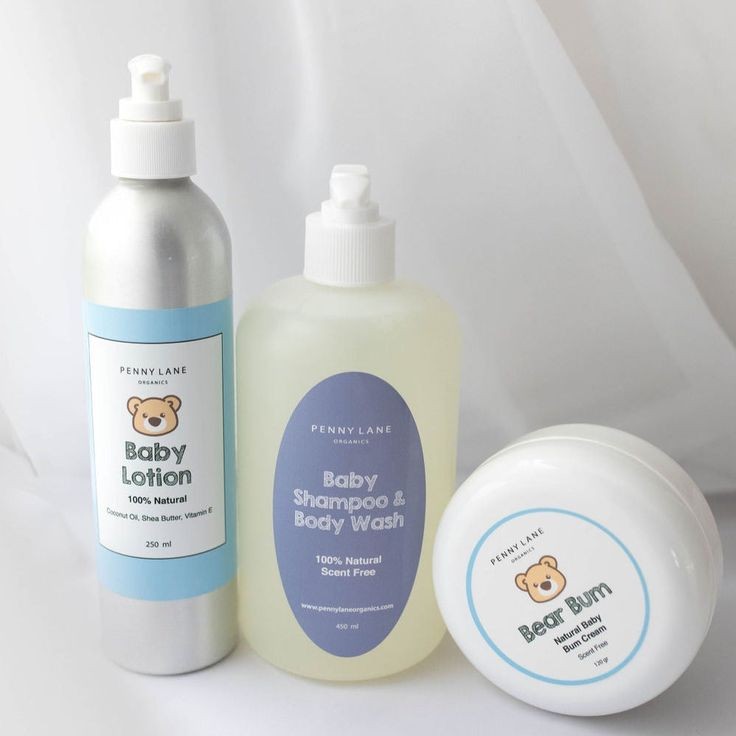 PENNY LANE
ORGANICS
Baby
Lotion
100% Natural
Coconut Oil, Shea Butter, Vitamin E
250 ml
PENNY LANE
ORGANICS
Baby
Shampoo &
Body Wash
100% Natural
Scent Free
www.pennylaneorganics.com
450 ml
PENNY LANE
ORGANICS
Bear Bum
Natural Baby
Bum Cream
Scent Free
120 gr